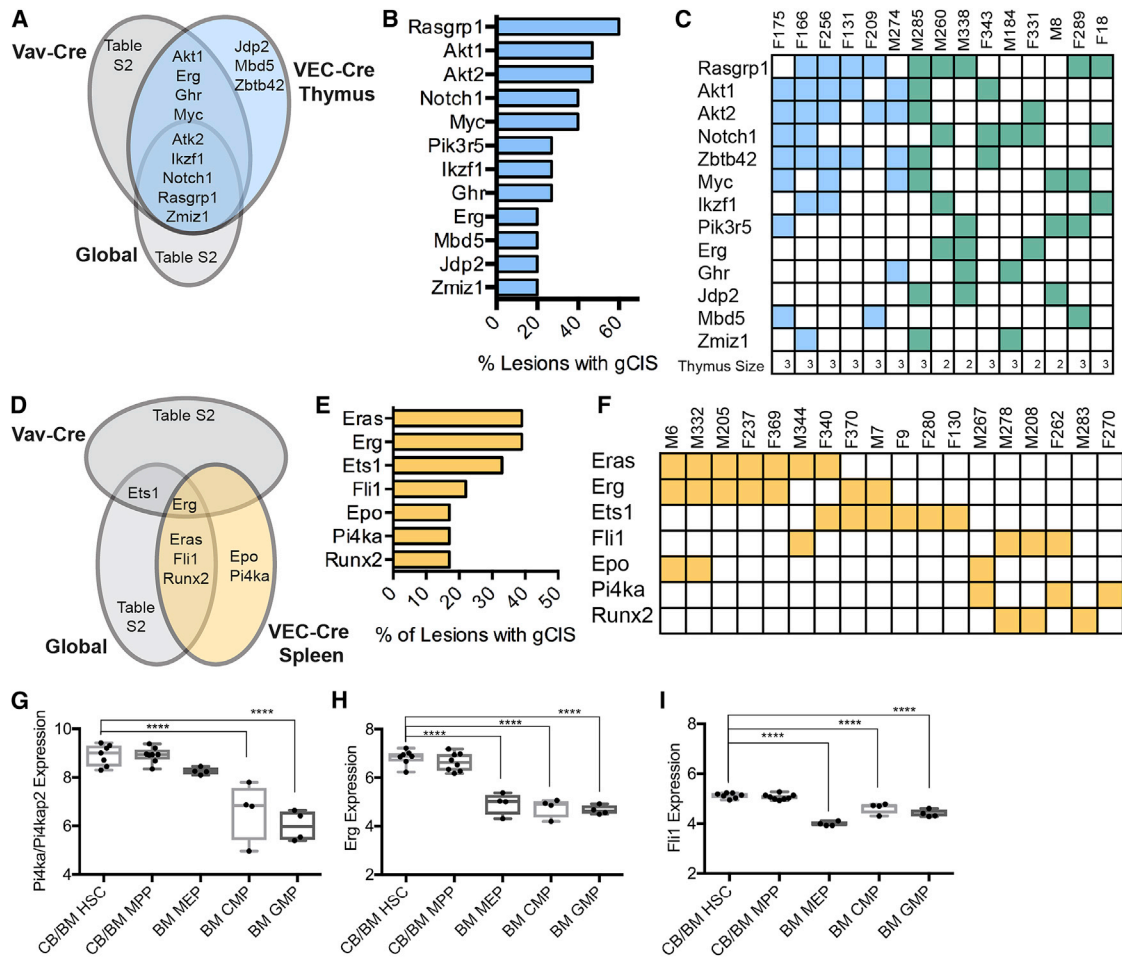 A
Vav-Cre
Table
S2
Akt1
Erg
Ghr
Myc
Jdp2
Mbd5
Zbtb42
VEC-Cre
Thymus
Atk2
Ikzf1
Notch1
Rasgrp1
Zmiz1
Global
Table S2
B
Rasgrp1
Akt1
Akt2
Notch1
Myc
Pik3r5
Ikzf1
Ghr
Erg
Mbd5
Jdp2
Zmiz1
0 20 40 60
% Lesions with gCIS
C
F175 F166 F256 F131 F209 M274 M285 M260 M338 F343 M184 F331 M8 F289 F18
Rasgrp1
Akt1
Akt2
Notch1
Zbtb42
Myc
Ikzf1
Pik3r5
Erg
Ghr
Jdp2
Mbd5
Zmiz1
Thymus Size 3 3 3 3 3 3 3 2 2 3 3 2 2 3 3
D
Table S2
Vav-Cre
Ets1
Erg
Eras
Fli1
Runx2
Epo
Pi4ka
Table
S2
Global
VEC-Cre
Spleen
E
Eras
Erg
Ets1
Fli1
Epo
Pi4ka
Runx2
0 10 20 30 40 50
% of Lesions with gCIS
F
M6 M332 M205 F237 F369 M344 F340 F370 M7 F9 F280 F130 M267 M278 M208 F262 M283 F270
Eras
Erg
Ets1
Fli1
Epo
Pi4ka
Runx2
G
Pi4ka/Pi4kap2 Expression
10
8
6
4
****
****
CB/BM HSC
CB/BM MPP
BM MEP
BM CMP
BM GMP
H
Erg Expression
8
6
4
2
****
****
****
CB/BM HSC
CB/BM MPP
BM MEP
BM CMP
BM GMP
I
Fli1 Expression
8
6
4
2
****
****
****
CB/BM HSC
CB/BM MPP
BM MEP
BM CMP
BM GMP